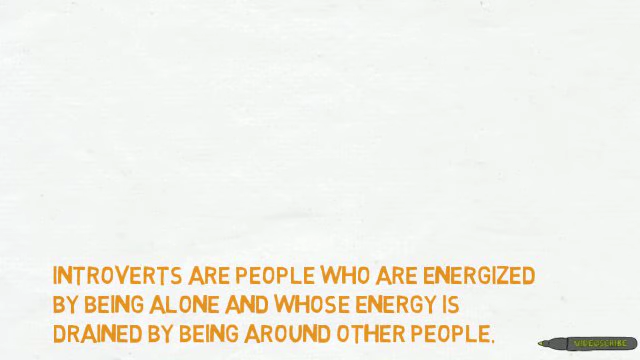 INTROVERTS ARE PEOPLE WHO ARE ENERGIZED
BY BEING ALONE AND WHOSE ENERGY IS
DRAINED BY BEING AROUND OTHER PEOPLE.
VIDEOSCRIBE